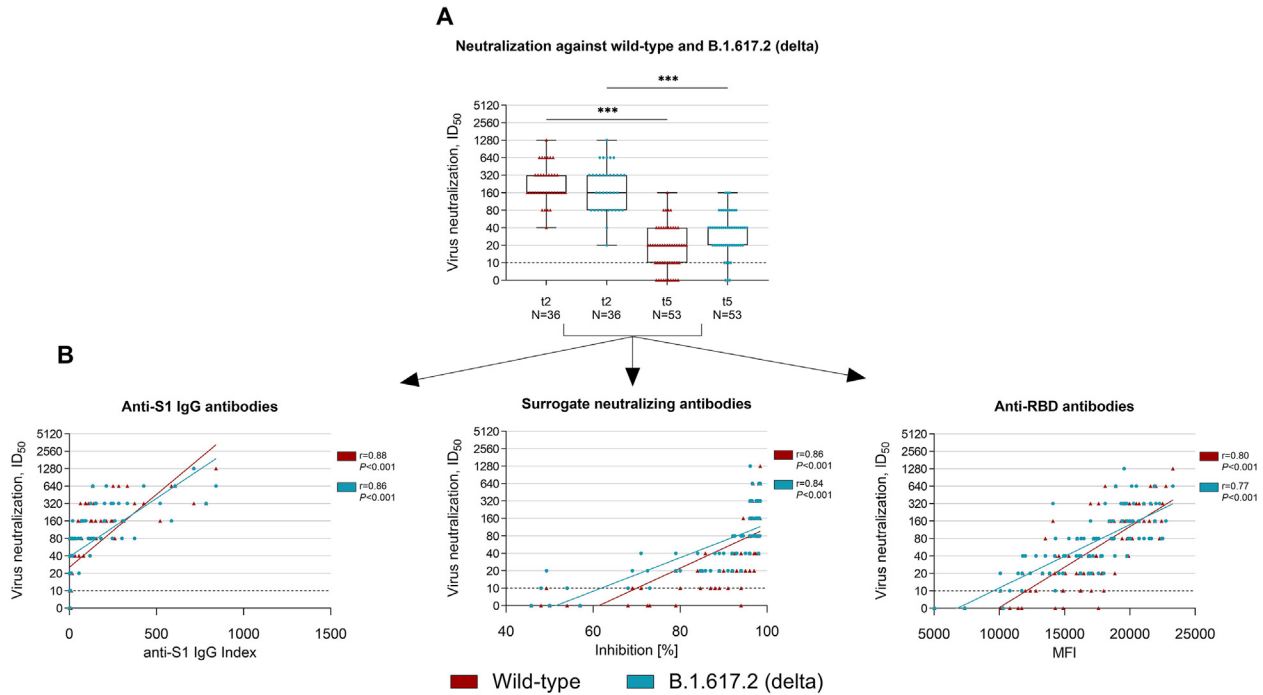 A
Neutralization against wild-type and B.1.617.2 (delta)
***
***
Virus neutralization, ID50
5120
2560
1280
640
320
160
80
40
20
10
0
t2 t2 t5 t5
N=36 N=36 N=53 N=53
B
Anti-S1 IgG antibodies
Virus neutralization, ID50
5120
2560
1280
640
320
160
80
40
20
10
0
0 500 1000 1500
anti-S1 IgG Index
r=0.88
P<0.001
r=0.86
P<0.001
Surrogate neutralizing antibodies
Virus neutralization, ID50
5120
2560
1280
640
320
160
80
40
20
10
0
40 60 80 100
Inhibition [%]
r=0.86
P<0.001
r=0.84
P<0.001
Anti-RBD antibodies
Virus neutralization, ID50
5120
2560
1280
640
320
160
80
40
20
10
0
5000 10000 15000 20000 25000
MFI
r=0.80
P<0.001
r=0.77
P<0.001
Wild-type B.1.617.2 (delta)